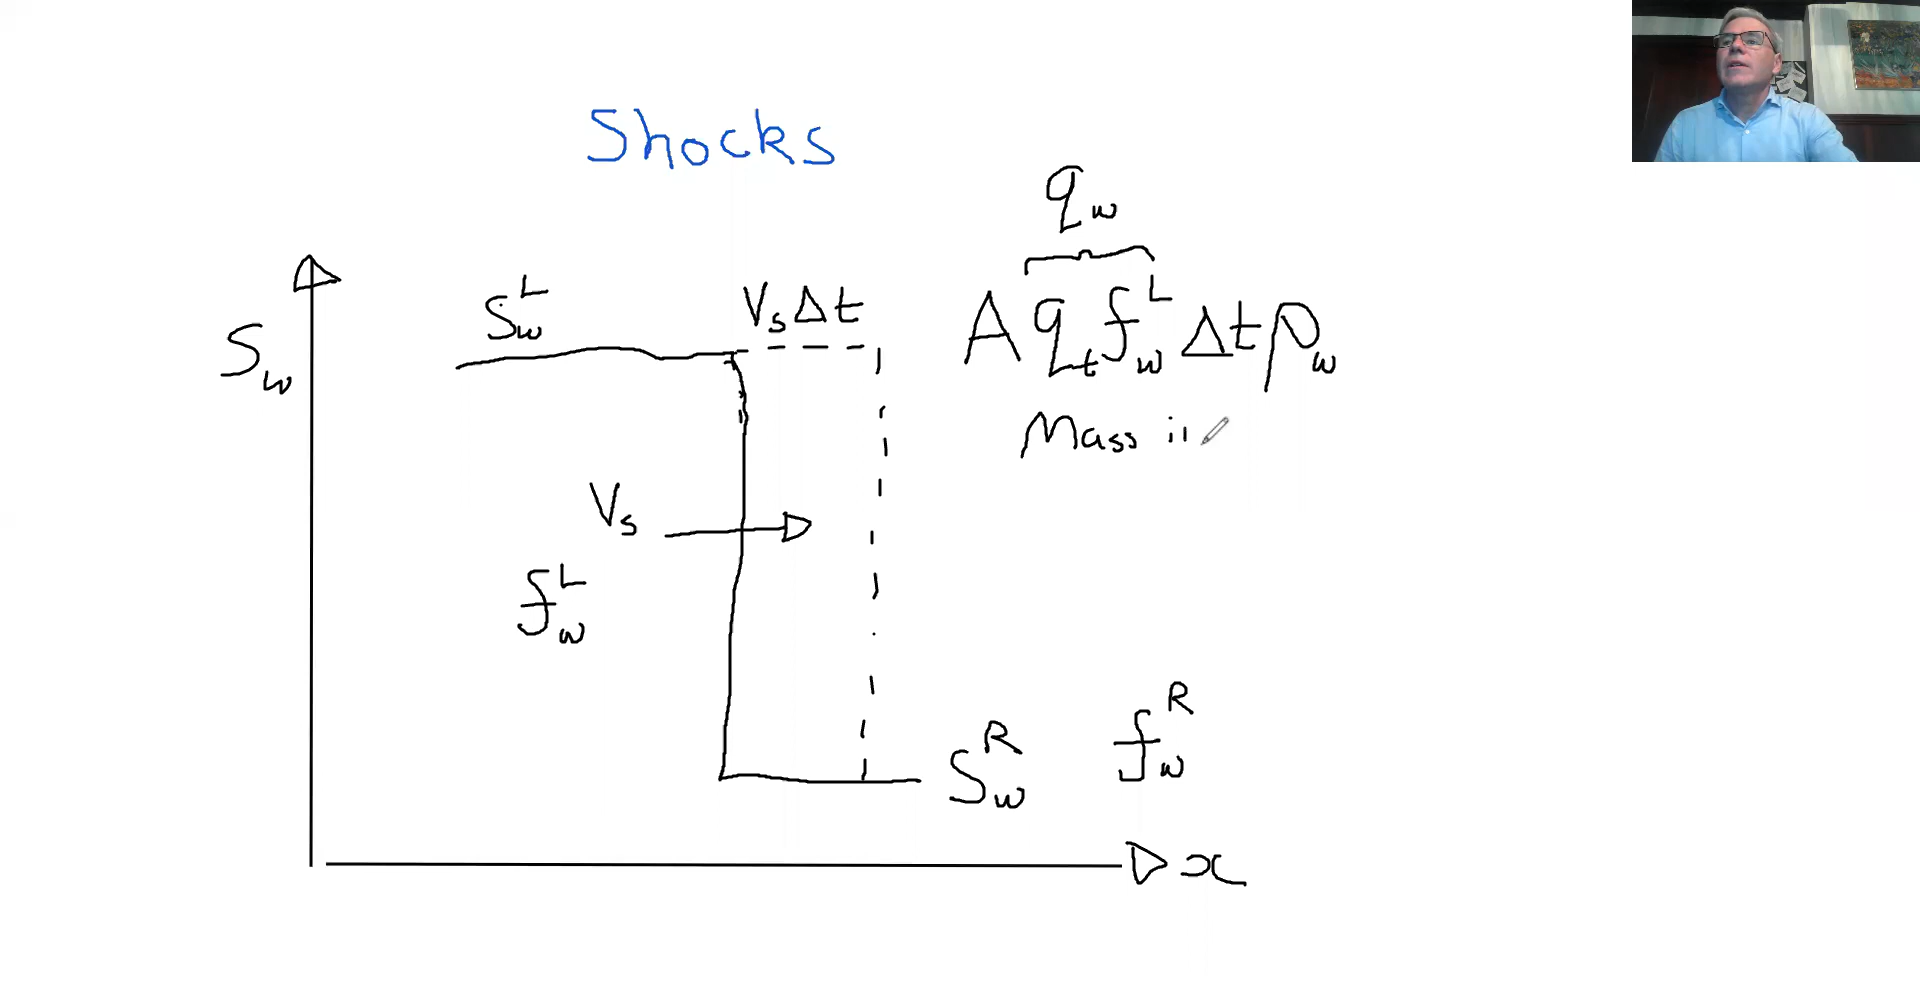 Shocks
q_w
S_w
S_w^L
V_s Δt
A q_t f_w^L Δt ρ_w
Mass i
V_s
f_w^L
S_w^R
f_w^R
x